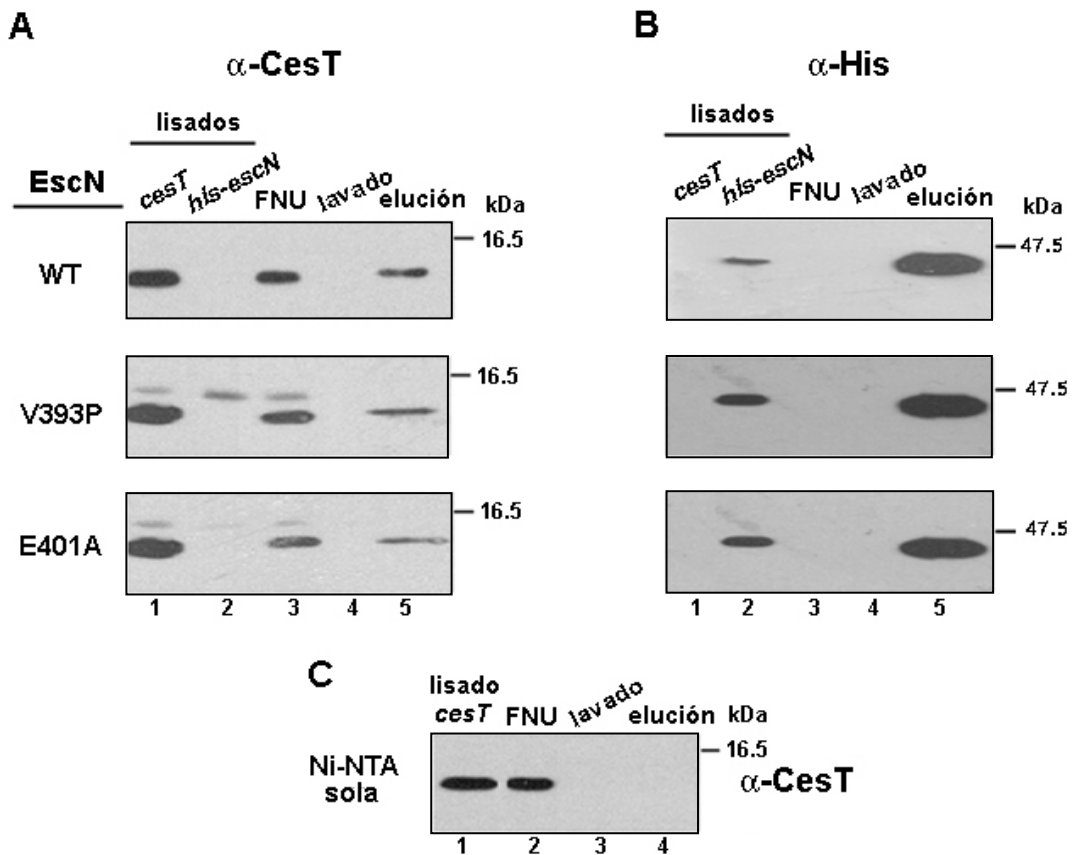 A
α-CesT
lisados
EscN
cesT his-escN FNU lavado elución kDa
16.5
WT
16.5
V393P
16.5
E401A
1 2 3 4 5
B
α-His
lisados
cesT his-escN FNU lavado elución kDa
47.5
47.5
47.5
1 2 3 4 5
C
lisado
cesT FNU lavado elución kDa
16.5
Ni-NTA
sola
α-CesT
1 2 3 4